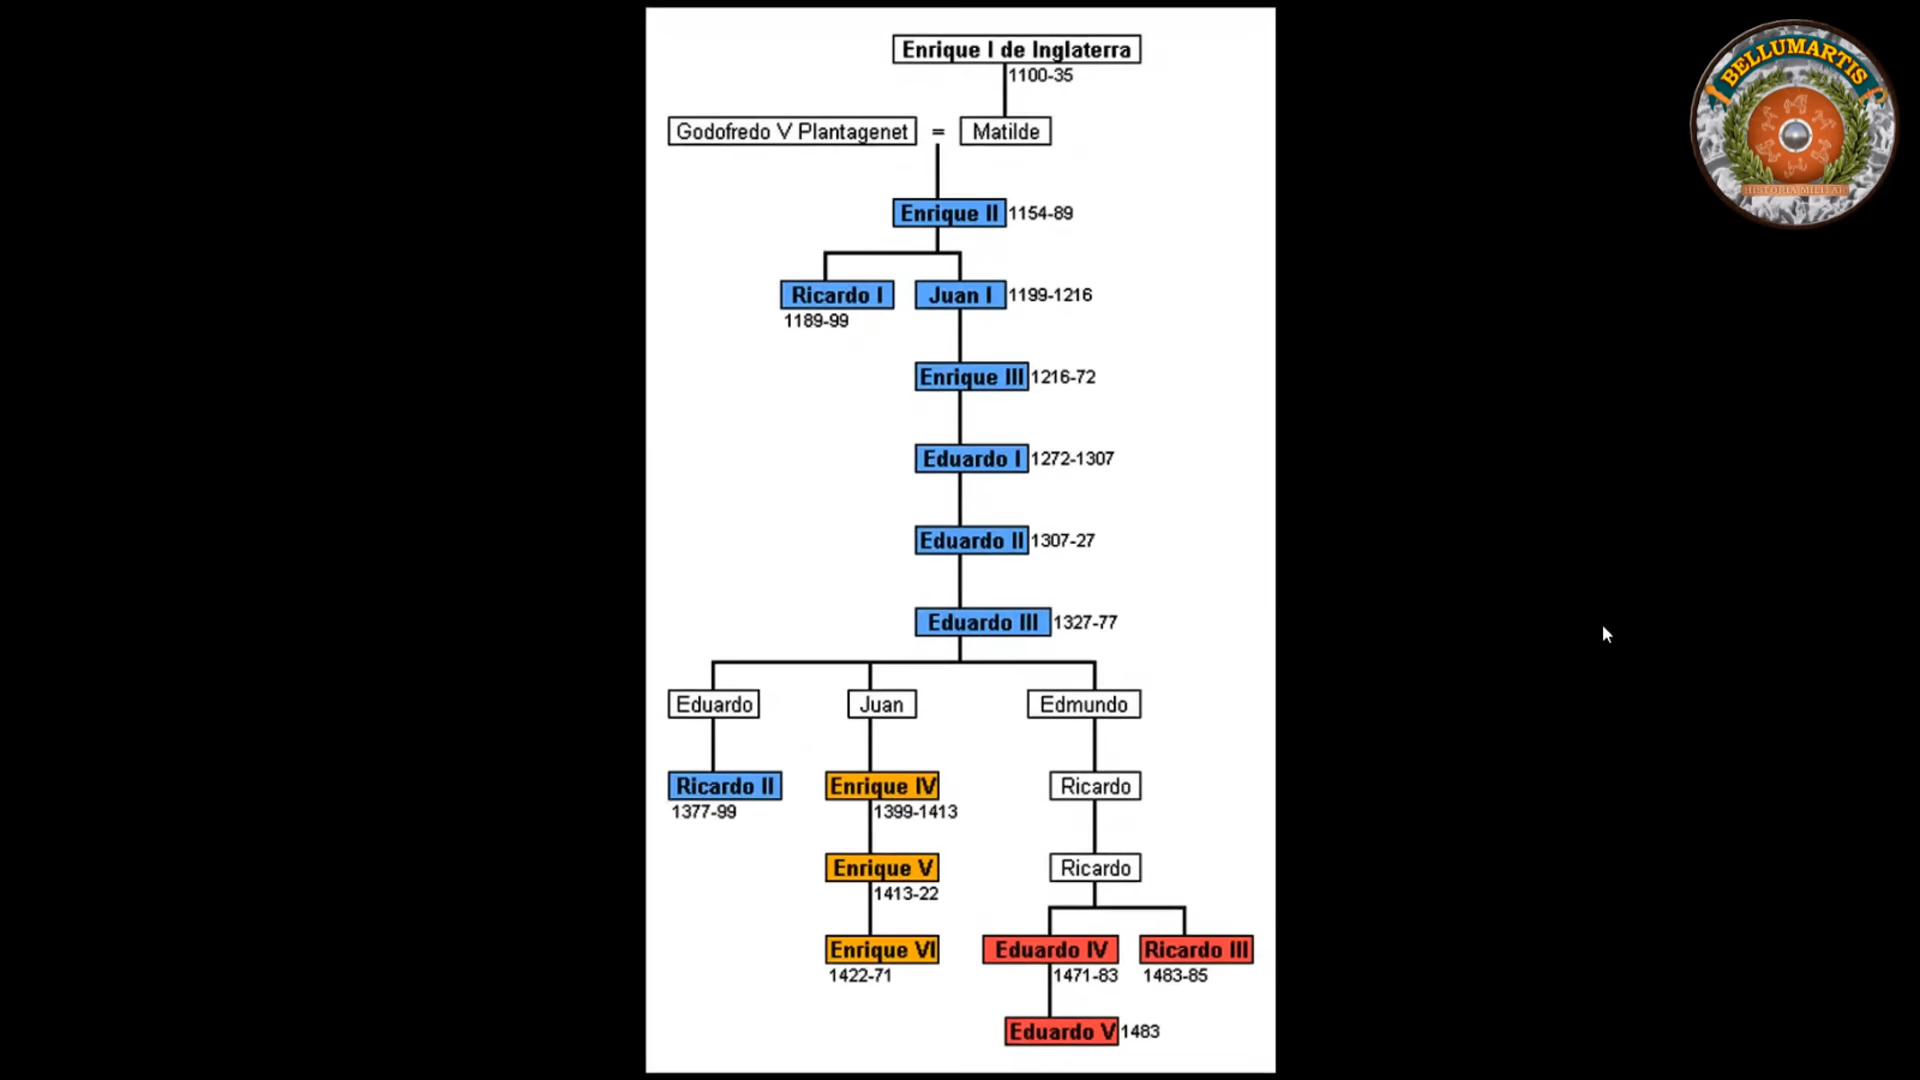 Enrique I de Inglaterra
1100-35
Godofredo V Plantagenet = Matilde
Enrique II 1154-89
Ricardo I Juan I 1199-1216
1189-99
Enrique III 1216-72
Eduardo I 1272-1307
Eduardo II 1307-27
Eduardo III 1327-77
Eduardo Juan Edmundo
Ricardo II Enrique IV Ricardo
1377-99 1399-1413
Enrique V Ricardo
1413-22
Enrique VI Eduardo IV Ricardo III
1422-71 1471-83 1483-85
Eduardo V 1483
BELLUMARTIS
HISTORIA MILITAR